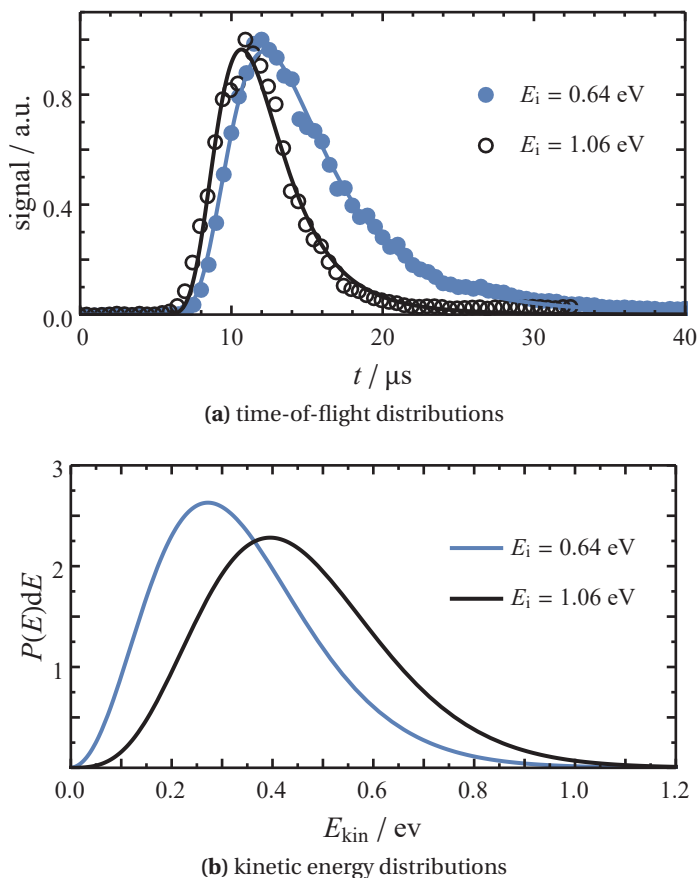 0.8
0.4
0.0
signal / a.u.
E_i = 0.64 eV
E_i = 1.06 eV
0 10 20 30 40
t / μs
(a) time-of-flight distributions
3
2
1
P(E)dE
E_i = 0.64 eV
E_i = 1.06 eV
0.0 0.2 0.4 0.6 0.8 1.0 1.2
E_kin / ev
(b) kinetic energy distributions